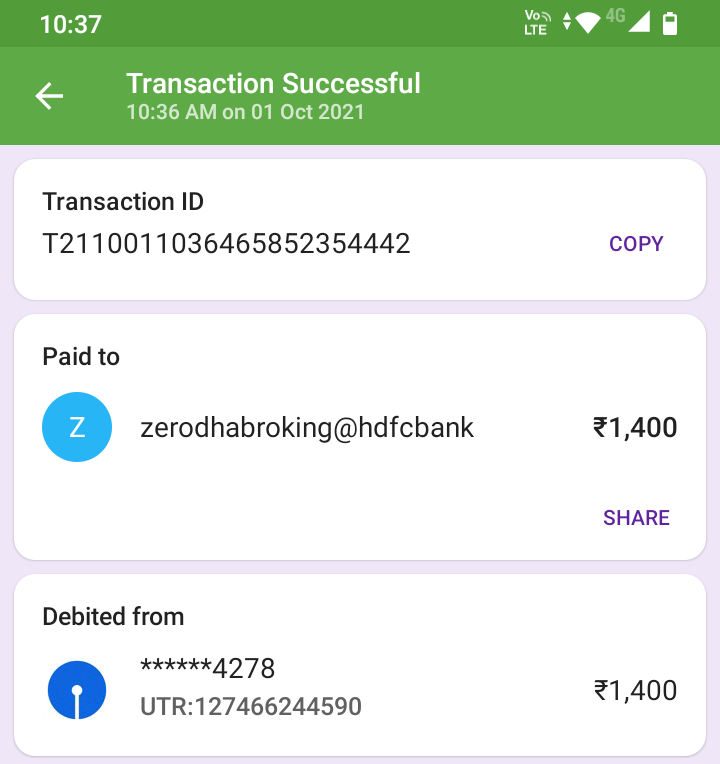 10:37
Vo LTE 4G
Transaction Successful
10:36 AM on 01 Oct 2021
Transaction ID
T2110011036465852354442 COPY
Paid to
Z zerodhabroking@hdfcbank ₹1,400
SHARE
Debited from
******4278
UTR:127466244590 ₹1,400